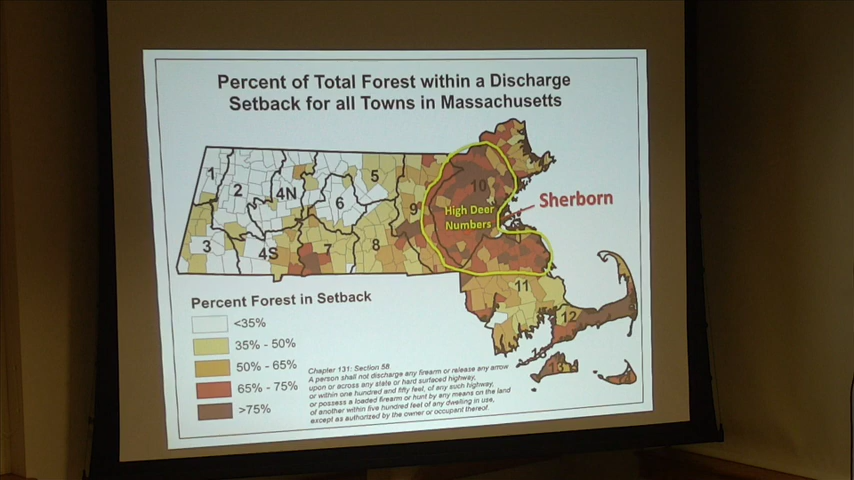 Percent of Total Forest within a Discharge
Setback for all Towns in Massachusetts
1
2
4N
6
5
9
10
High Deer
Numbers
Sherborn
3
4S
7
8
11
12
Percent Forest in Setback
<35%
35% - 50%
50% - 65%
65% - 75%
>75%
Chapter 131: Section 58.
A person shall not discharge any firearm or release any arrow
upon or across any state or hard surfaced highway,
or within one hundred and fifty feet, of any such highway,
or possess a loaded firearm or hunt by any means on the land
of another within five hundred feet of any dwelling in use,
except as authorized by the owner or occupant thereof.